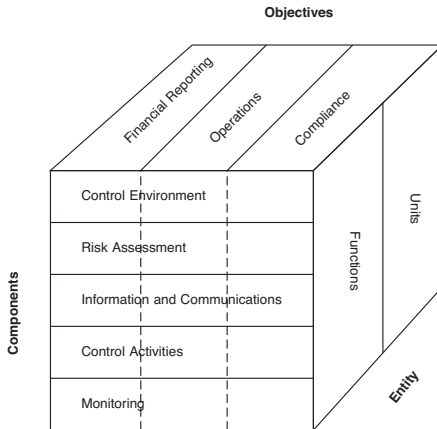 Objectives
Financial Reporting
Operations
Compliance
Components
Control Environment
Risk Assessment
Information and Communications
Control Activities
Monitoring
Functions
Units
Entity